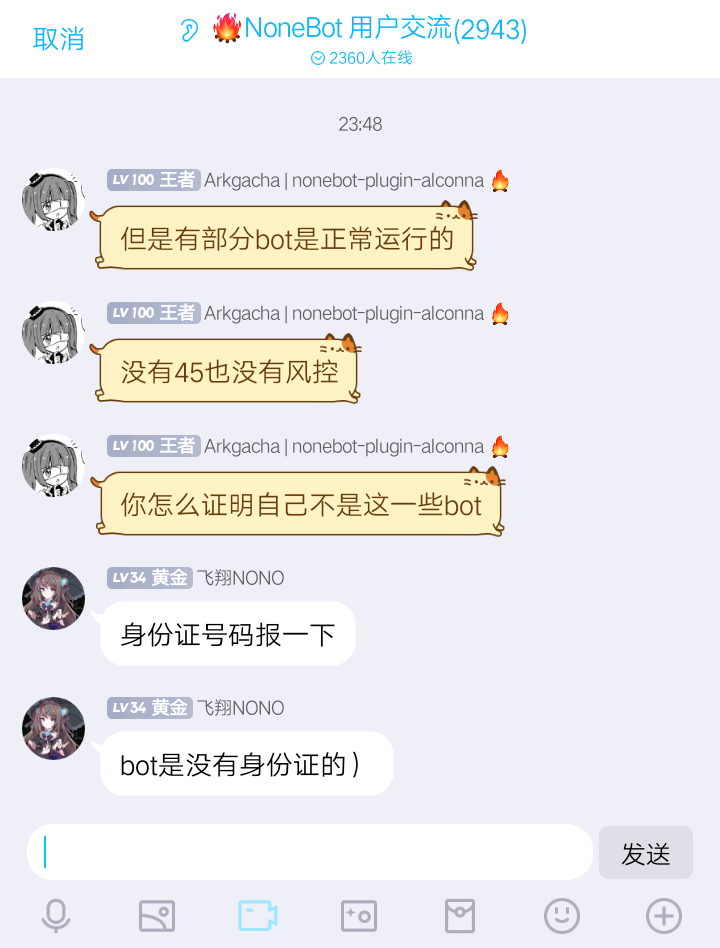 取消
🔥NoneBot 用户交流(2943)
2360人在线
23:48
LV100 王者 Arkgacha | nonebot-plugin-alconna 🔥
但是有部分bot是正常运行的
LV100 王者 Arkgacha | nonebot-plugin-alconna 🔥
没有45也没有风控
LV100 王者 Arkgacha | nonebot-plugin-alconna 🔥
你怎么证明自己不是这一些bot
LV34 黄金 飞翔NONO
身份证号码报一下
LV34 黄金 飞翔NONO
bot是没有身份证的）
发送